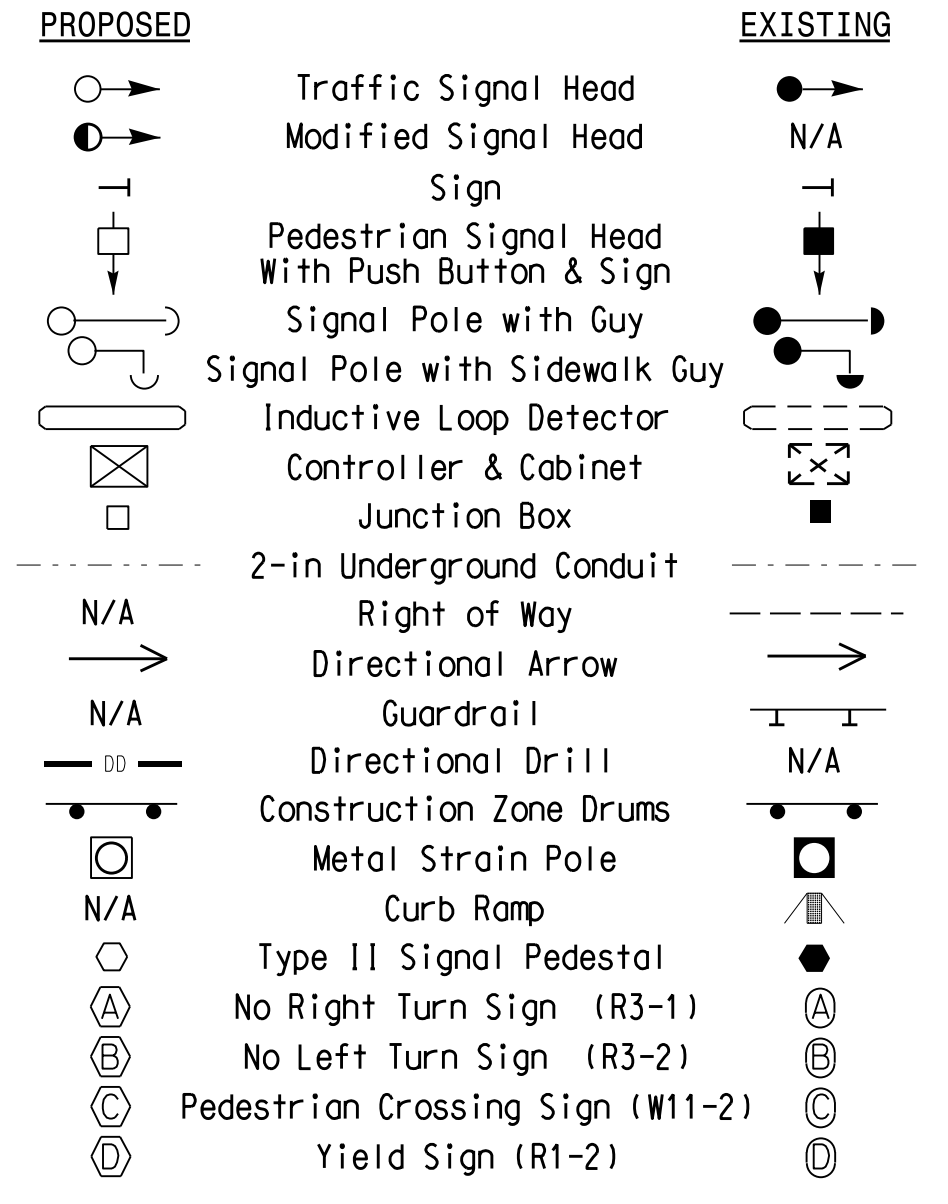 PROPOSED EXISTING
Traffic Signal Head
Modified Signal Head N/A
Sign
Pedestrian Signal Head
With Push Button & Sign
Signal Pole with Guy
Signal Pole with Sidewalk Guy
Inductive Loop Detector
Controller & Cabinet
Junction Box
2-in Underground Conduit
N/A Right of Way
Directional Arrow
N/A Guardrail
DD Directional Drill N/A
Construction Zone Drums
Metal Strain Pole
N/A Curb Ramp
Type II Signal Pedestal
A No Right Turn Sign (R3-1) A
B No Left Turn Sign (R3-2) B
C Pedestrian Crossing Sign (W11-2) C
D Yield Sign (R1-2) D